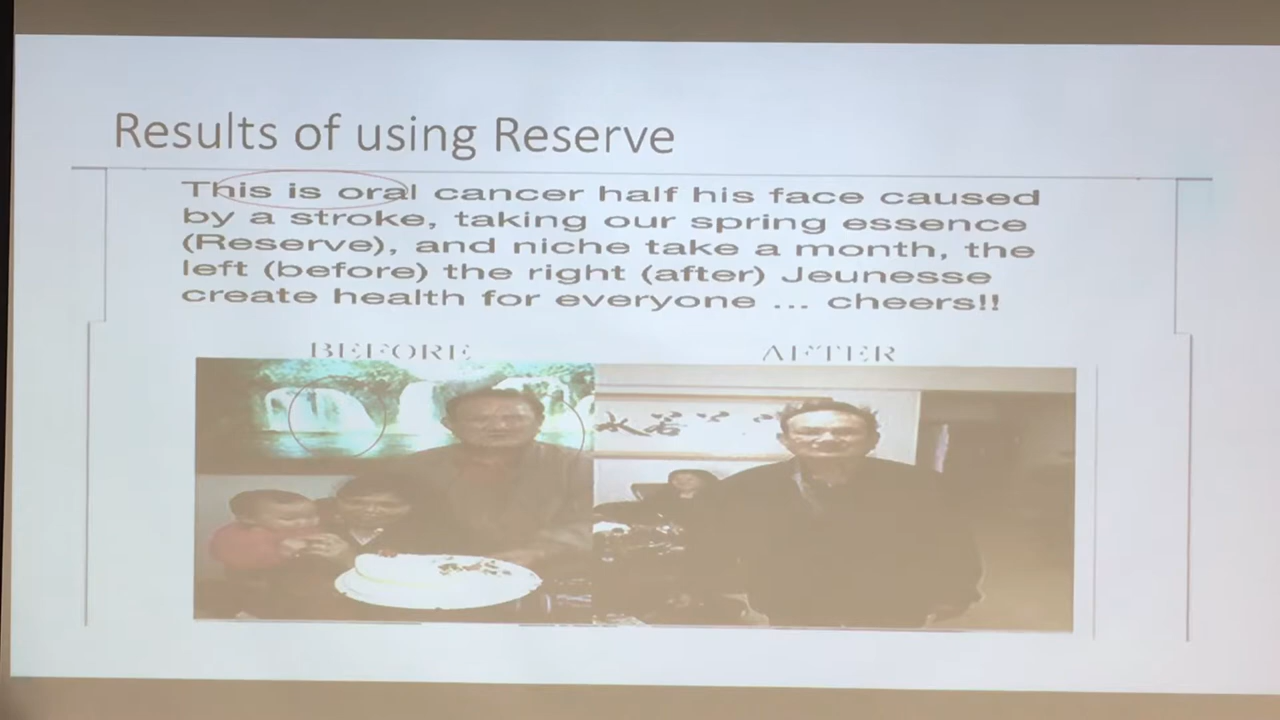 Results of using Reserve
This is oral cancer half his face caused
by a stroke, taking our spring essence
(Reserve), and niche take a month, the
left (before) the right (after) Jeunesse
create health for everyone ... cheers!!
BEFORE
AFTER